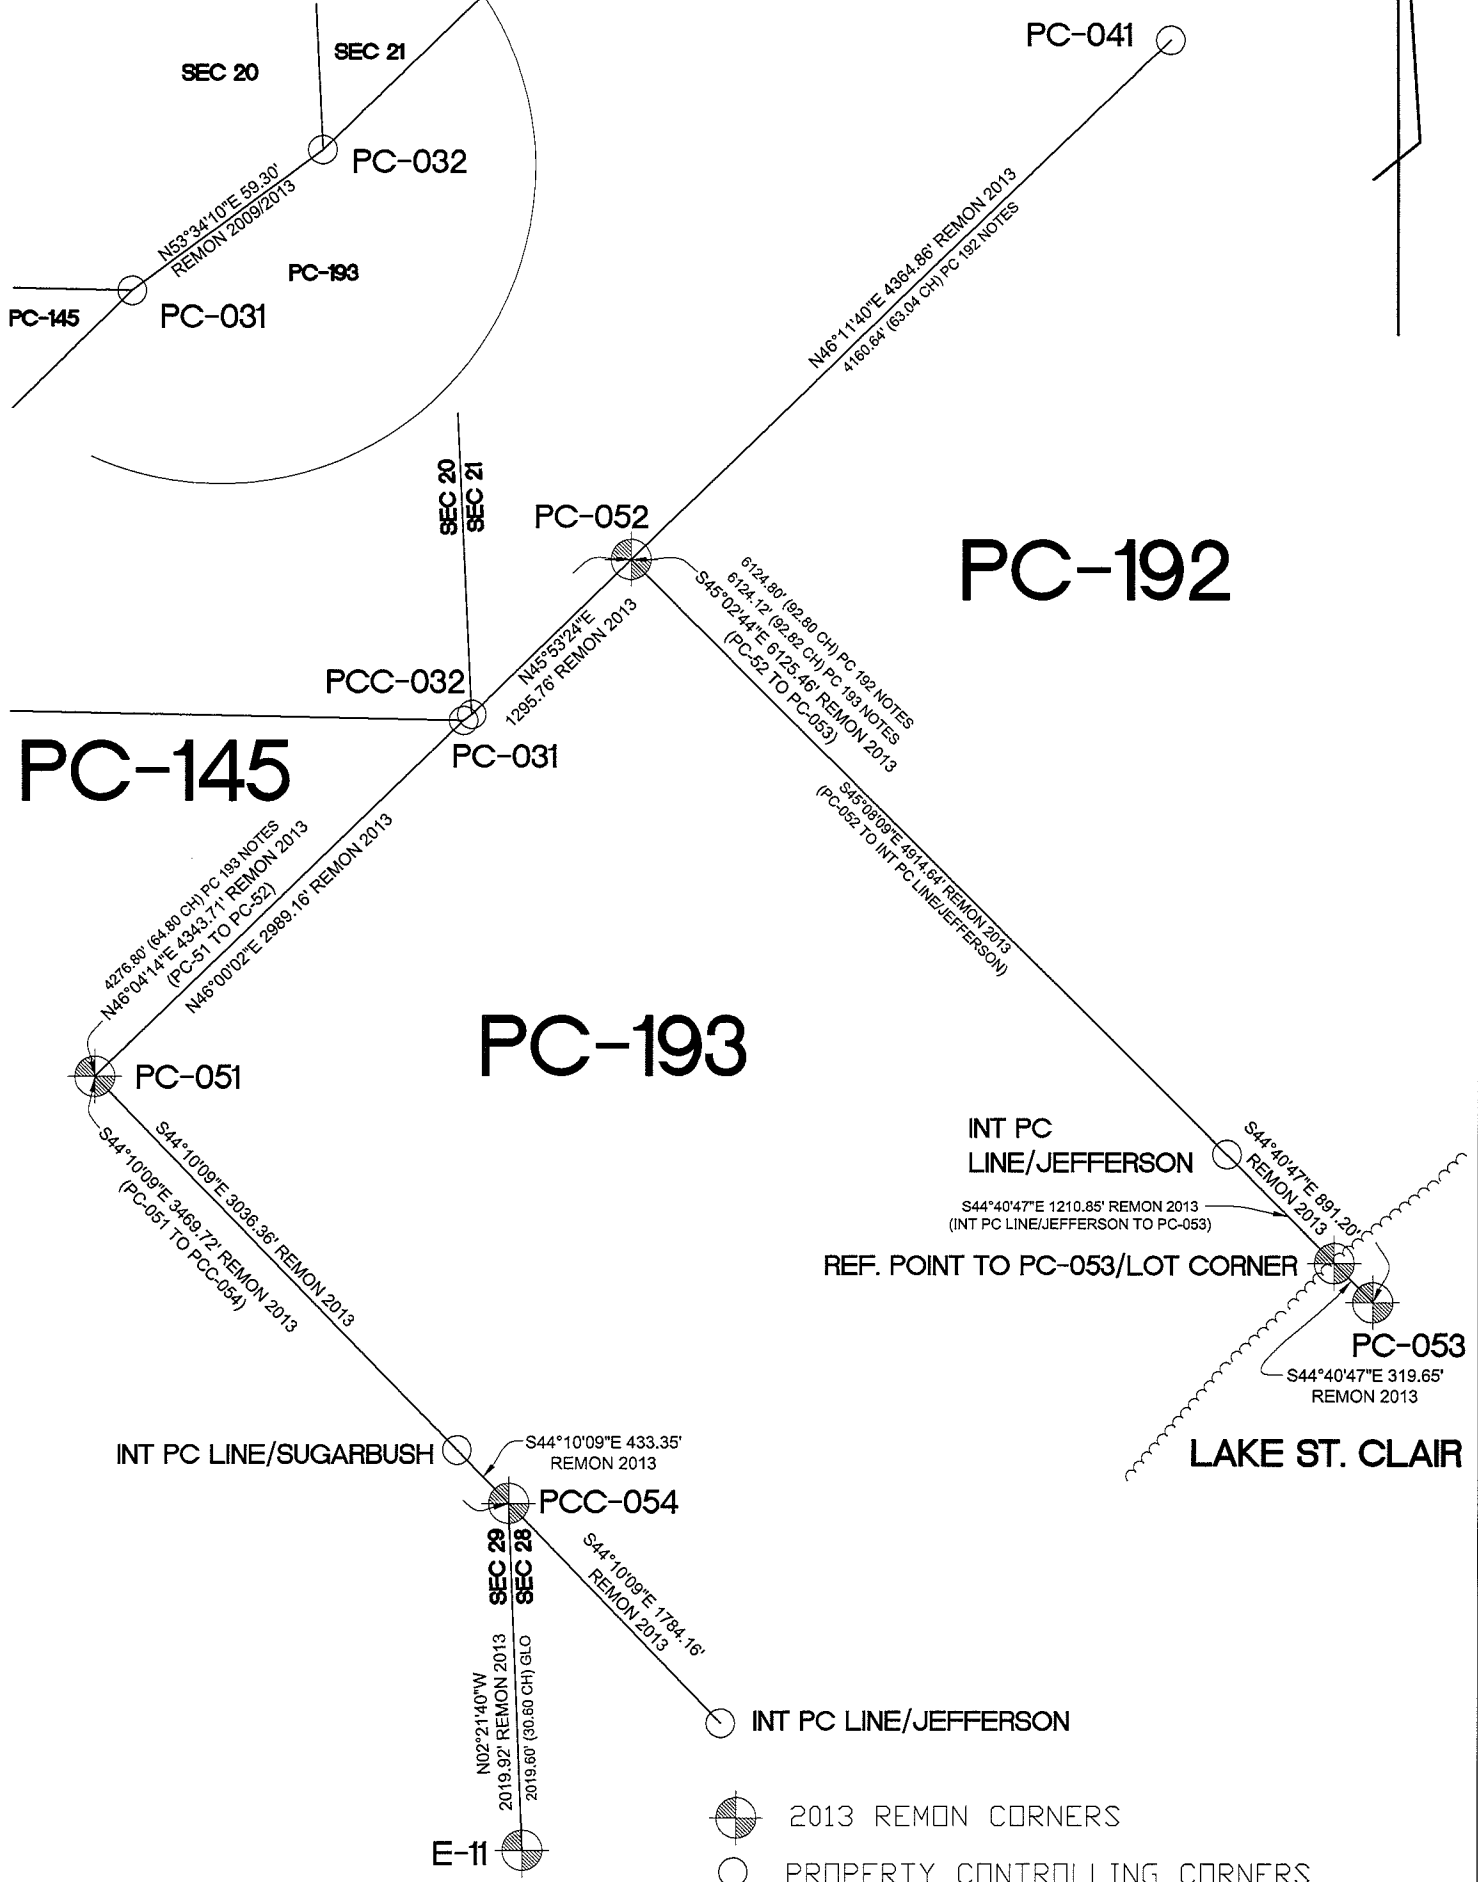 SEC 20
SEC 21
PC-032
N53°34'10"E 59.30'
REMON 2009/2013
PC-193
PC-145
PC-031
PC-041
N46°11'40"E 4364.86' REMON 2013
4160.64' (63.04 CH) PC 192 NOTES
SEC 20
SEC 21
PC-052
PC-192
6124.80' (92.80 CH) PC 192 NOTES
6124.12' (92.82 CH) PC 193 NOTES
S45°02'44"E 6125.46' REMON 2013
(PC-52 TO PC-053)
N45°53'24"E
1295.76' REMON 2013
PCC-032
PC-031
PC-145
S45°08'09"E 4914.64' REMON 2013
(PC-052 TO INT PC LINE/JEFFERSON)
4276.80' (64.80 CH) PC 193 NOTES
N46°04'14"E 4343.71' REMON 2013
(PC-51 TO PC-52)
N46°00'02"E 2989.16' REMON 2013
PC-193
PC-051
S44°10'09"E 3036.36' REMON 2013
S44°10'09"E 3469.72' REMON 2013
(PC-051 TO PCC-054)
INT PC
LINE/JEFFERSON
S44°40'47"E 891.20'
REMON 2013
S44°40'47"E 1210.85' REMON 2013
(INT PC LINE/JEFFERSON TO PC-053)
REF. POINT TO PC-053/LOT CORNER
PC-053
S44°40'47"E 319.65'
REMON 2013
LAKE ST. CLAIR
INT PC LINE/SUGARBUSH
S44°10'09"E 433.35'
REMON 2013
PCC-054
SEC 29
SEC 28
S44°10'09"E 1784.16'
REMON 2013
N02°21'40"W
2019.92' REMON 2013
2019.60' (30.60 CH) GLO
INT PC LINE/JEFFERSON
E-11
2013 REMON CORNERS
PROPERTY CONTROLLING CORNERS